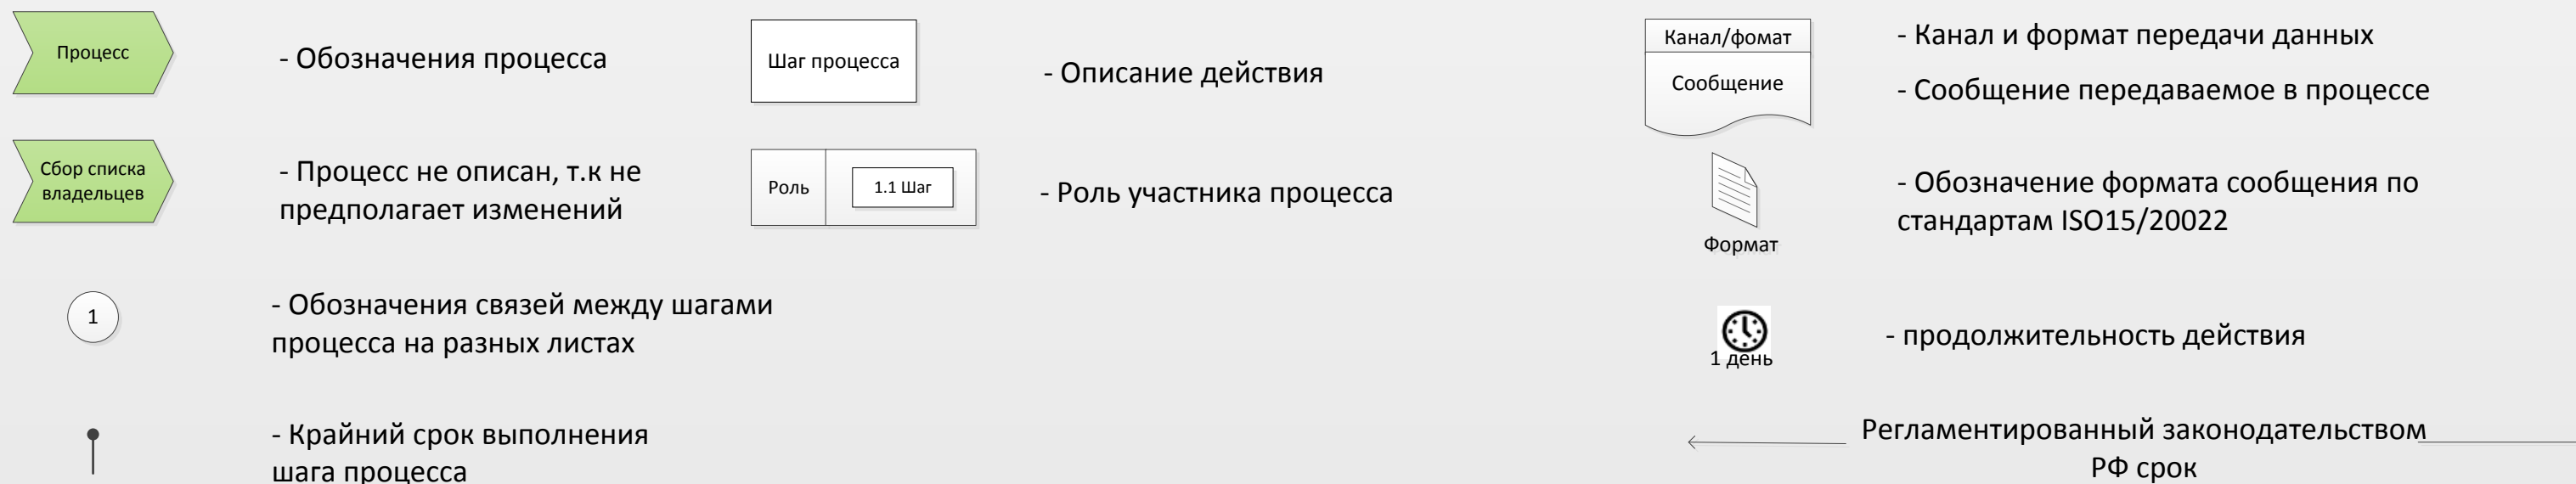 Процесс
- Обозначения процесса
Шаг процесса
- Описание действия
Канал/фомат
Сообщение
- Канал и формат передачи данных
- Сообщение передаваемое в процессе
Сбор списка
владельцев
- Процесс не описан, т.к не
предполагает изменений
Роль
1.1 Шаг
- Роль участника процесса
Формат
- Обозначение формата сообщения по
стандартам ISO15/20022
1
- Обозначения связей между шагами
процесса на разных листах
1 день
- продолжительность действия
- Крайний срок выполнения
шага процесса
Регламентированный законодательством
РФ срок